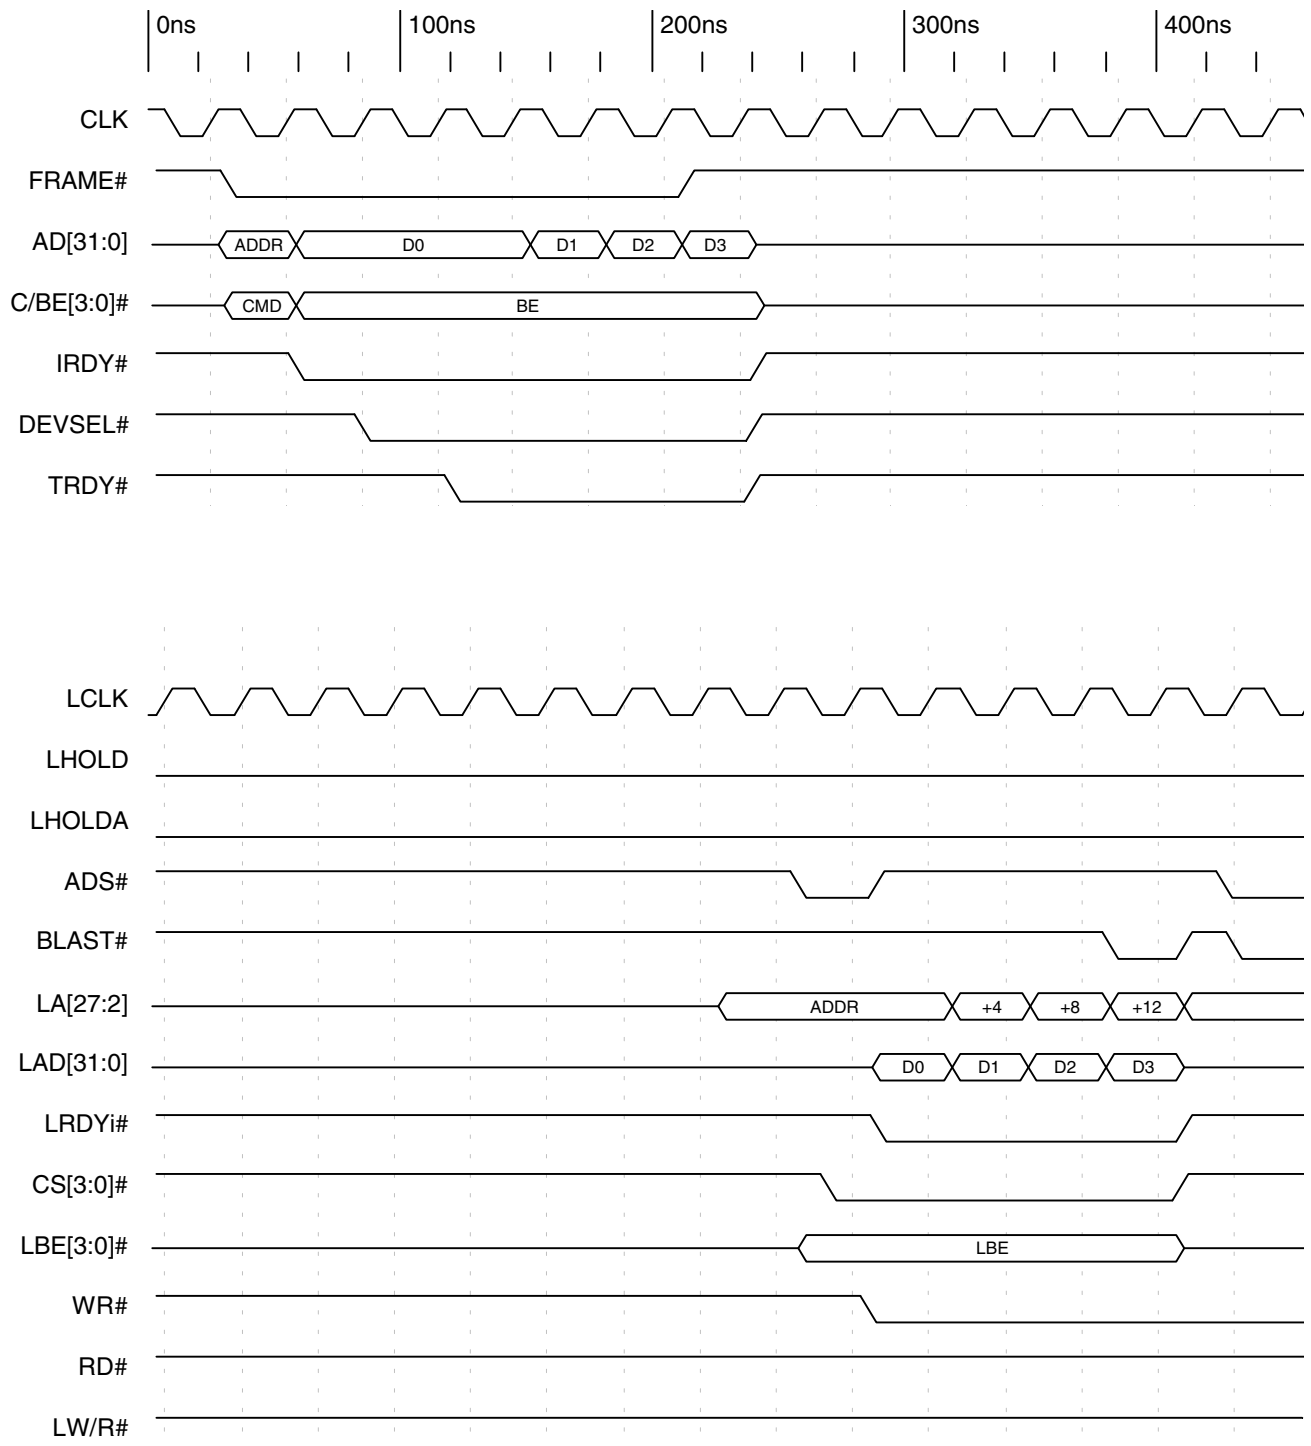 0ns 100ns 200ns 300ns 400ns
CLK
FRAME#
AD[31:0] ADDR D0 D1 D2 D3
C/BE[3:0]# CMD BE
IRDY#
DEVSEL#
TRDY#
LCLK
LHOLD
LHOLDA
ADS#
BLAST#
LA[27:2] ADDR +4 +8 +12
LAD[31:0] D0 D1 D2 D3
LRDYi#
CS[3:0]#
LBE[3:0]# LBE
WR#
RD#
LW/R#